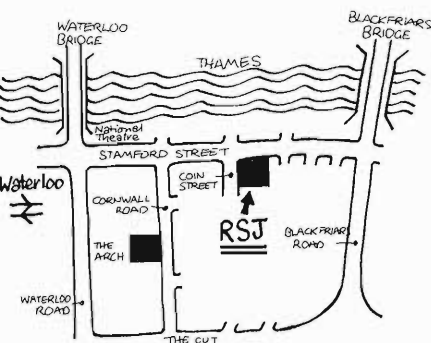 WATERLOO
BRIDGE
BLACKFRIARS
BRIDGE
THAMES
National
Theatre
STAMFORD STREET
Waterloo
COIN
STREET
CORNWALL
ROAD
RSJ
THE
ARCH
BLACKFRIARS
ROAD
WATERLOO
ROAD
THE CUT